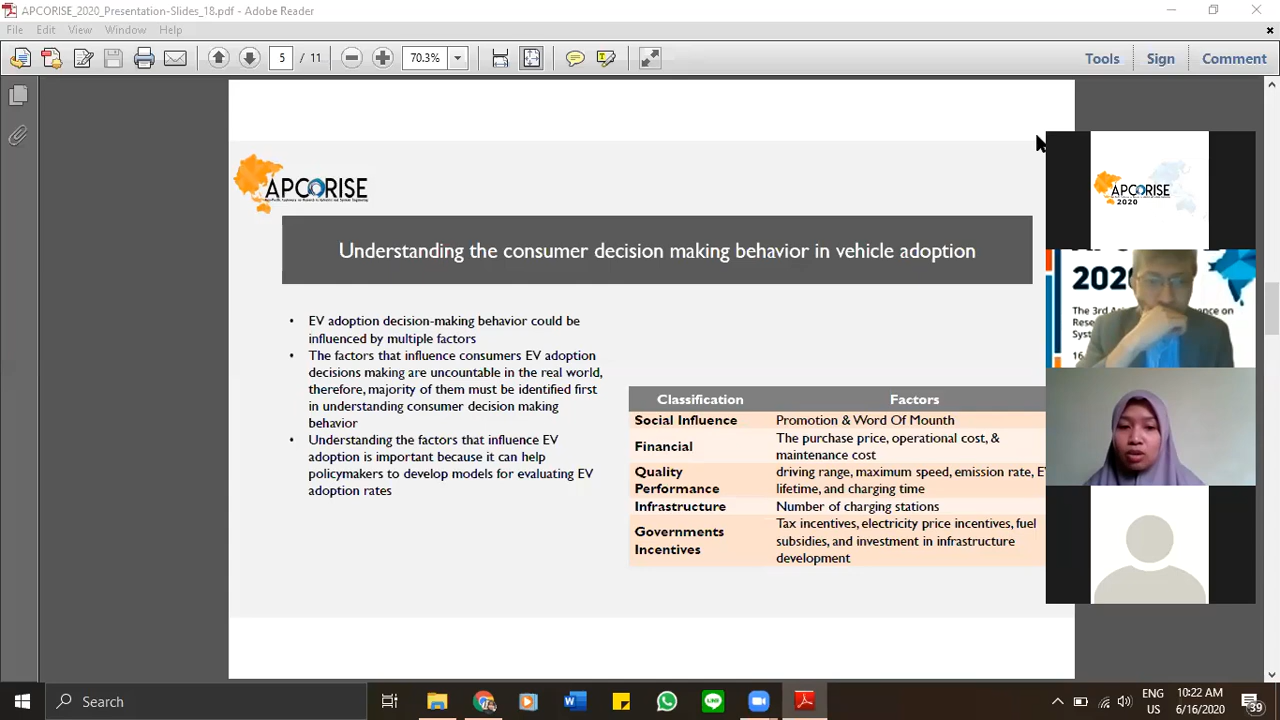 APCORISE_2020_Presentation-Slides_18.pdf - Adobe Reader
File Edit View Window Help
5 / 11
70.3%
Tools Sign Comment
APCORISE
Understanding the consumer decision making behavior in vehicle adoption
• EV adoption decision-making behavior could be
influenced by multiple factors
• The factors that influence consumers EV adoption
decisions making are uncountable in the real world,
therefore, majority of them must be identified first
in understanding consumer decision making
behavior
• Understanding the factors that influence EV
adoption is important because it can help
policymakers to develop models for evaluating EV
adoption rates
Classification Factors
Social Influence Promotion & Word Of Mounth
Financial The purchase price, operational cost, &
maintenance cost
Quality driving range, maximum speed, emission rate,
Performance lifetime, and charging time
Infrastructure Number of charging stations
Governments Tax incentives, electricity price incentives, fuel
Incentives subsidies, and investment in infrastructure
development
APCORISE
2020
The 3rd
on
16
Search
ENG
US
10:22 AM
6/16/2020
39